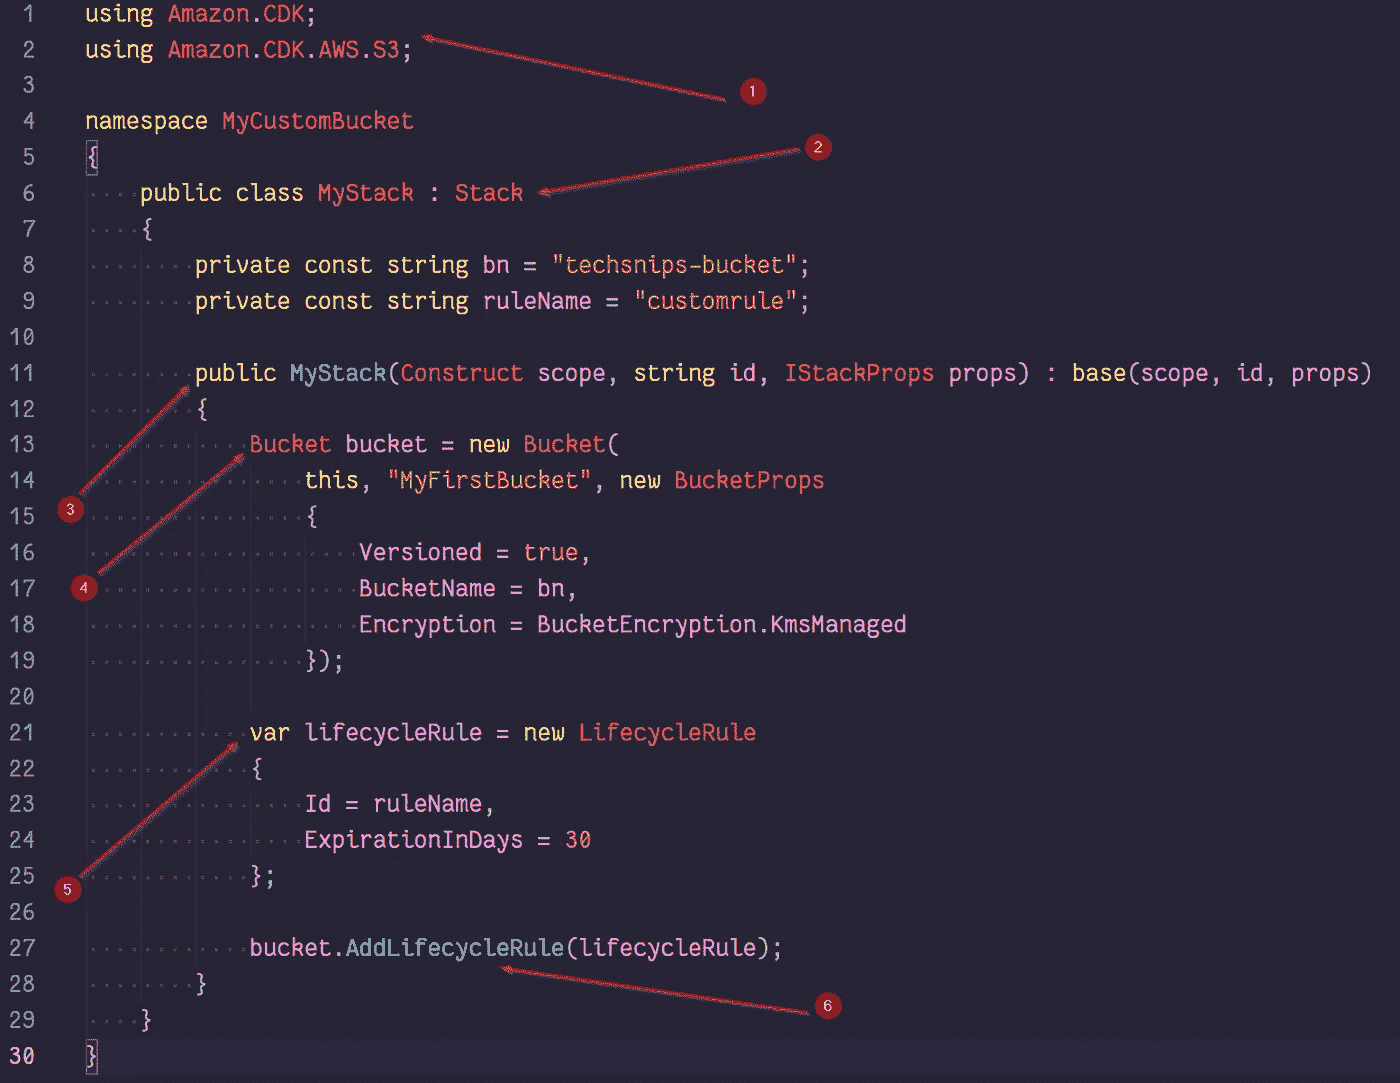 1 using Amazon.CDK;
2 using Amazon.CDK.AWS.S3;
3
1
4 namespace MyCustomBucket
2
5 {
6 public class MyStack : Stack
7 {
8 private const string bn = "techsnips-bucket";
9 private const string ruleName = "customrule";
10
11 public MyStack(Construct scope, string id, IStackProps props) : base(scope, id, props)
12 {
13 Bucket bucket = new Bucket(
14 this, "MyFirstBucket", new BucketProps
3
15 {
16 Versioned = true,
17 BucketName = bn,
4
18 Encryption = BucketEncryption.KmsManaged
19 });
20
21 var lifecycleRule = new LifecycleRule
22 {
23 Id = ruleName,
24 ExpirationInDays = 30
25 };
5
26
27 bucket.AddLifecycleRule(lifecycleRule);
28 }
6
29 }
30 }